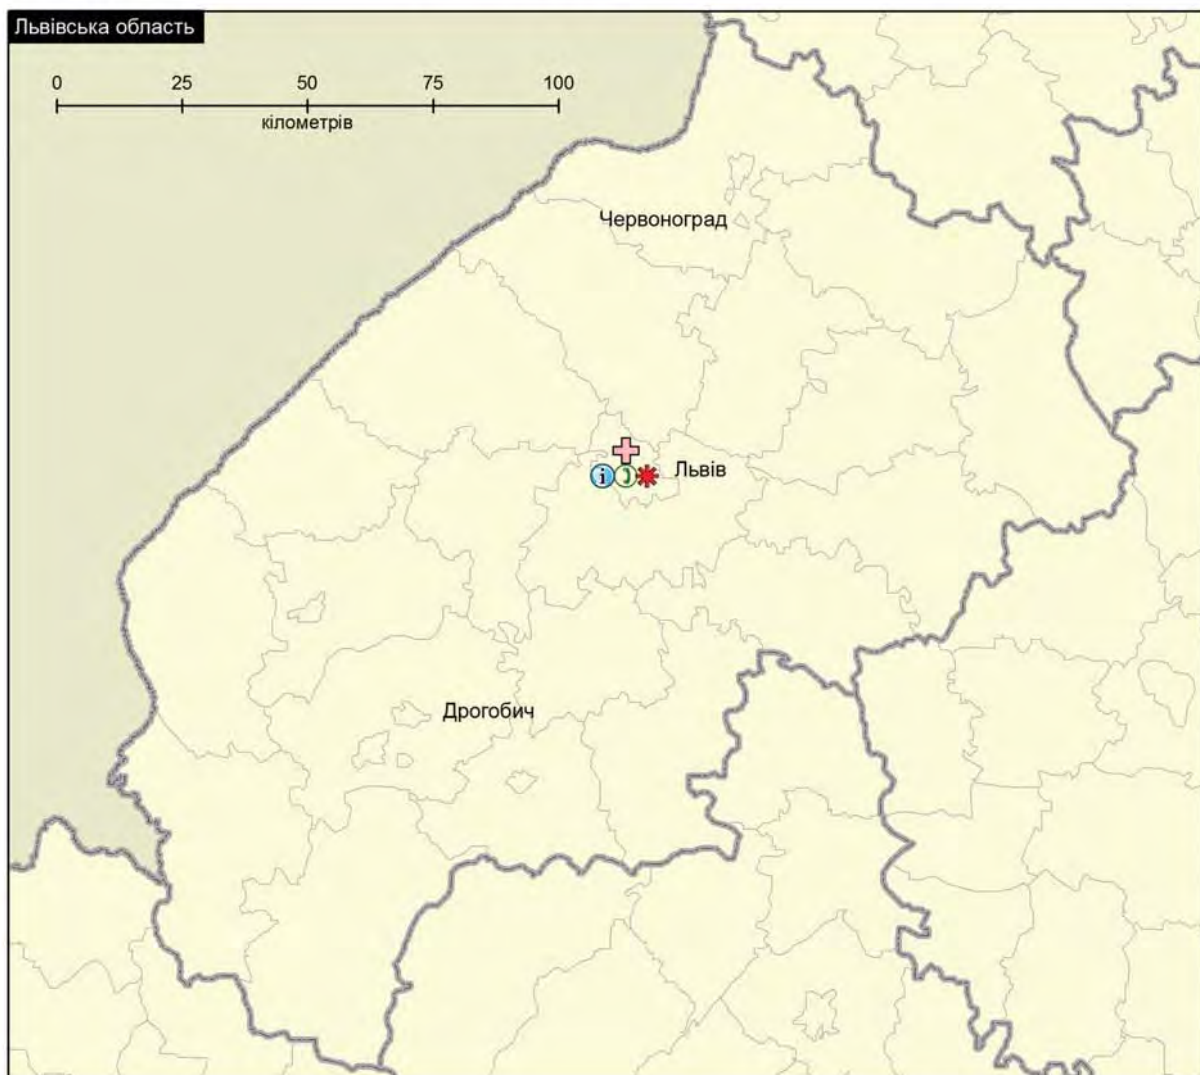 Львівська область
0 25 50 75 100
кілометрів
Червоноград
i
Львів
Дрогобич